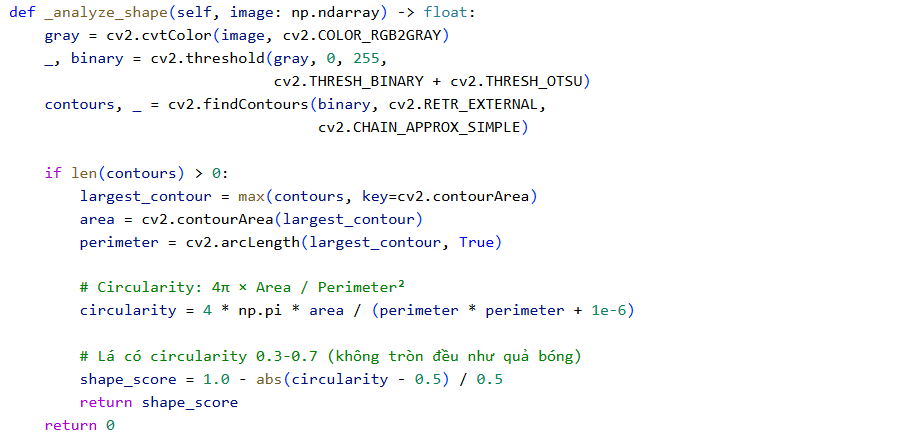 def _analyze_shape(self, image: np.ndarray) -> float:
    gray = cv2.cvtColor(image, cv2.COLOR_RGB2GRAY)
    _, binary = cv2.threshold(gray, 0, 255,
                              cv2.THRESH_BINARY + cv2.THRESH_OTSU)
    contours, _ = cv2.findContours(binary, cv2.RETR_EXTERNAL,
                                   cv2.CHAIN_APPROX_SIMPLE)

    if len(contours) > 0:
        largest_contour = max(contours, key=cv2.contourArea)
        area = cv2.contourArea(largest_contour)
        perimeter = cv2.arcLength(largest_contour, True)

        # Circularity: 4π × Area / Perimeter²
        circularity = 4 * np.pi * area / (perimeter * perimeter + 1e-6)

        # Lá có circularity 0.3-0.7 (không tròn đều như quả bóng)
        shape_score = 1.0 - abs(circularity - 0.5) / 0.5
        return shape_score
    return 0